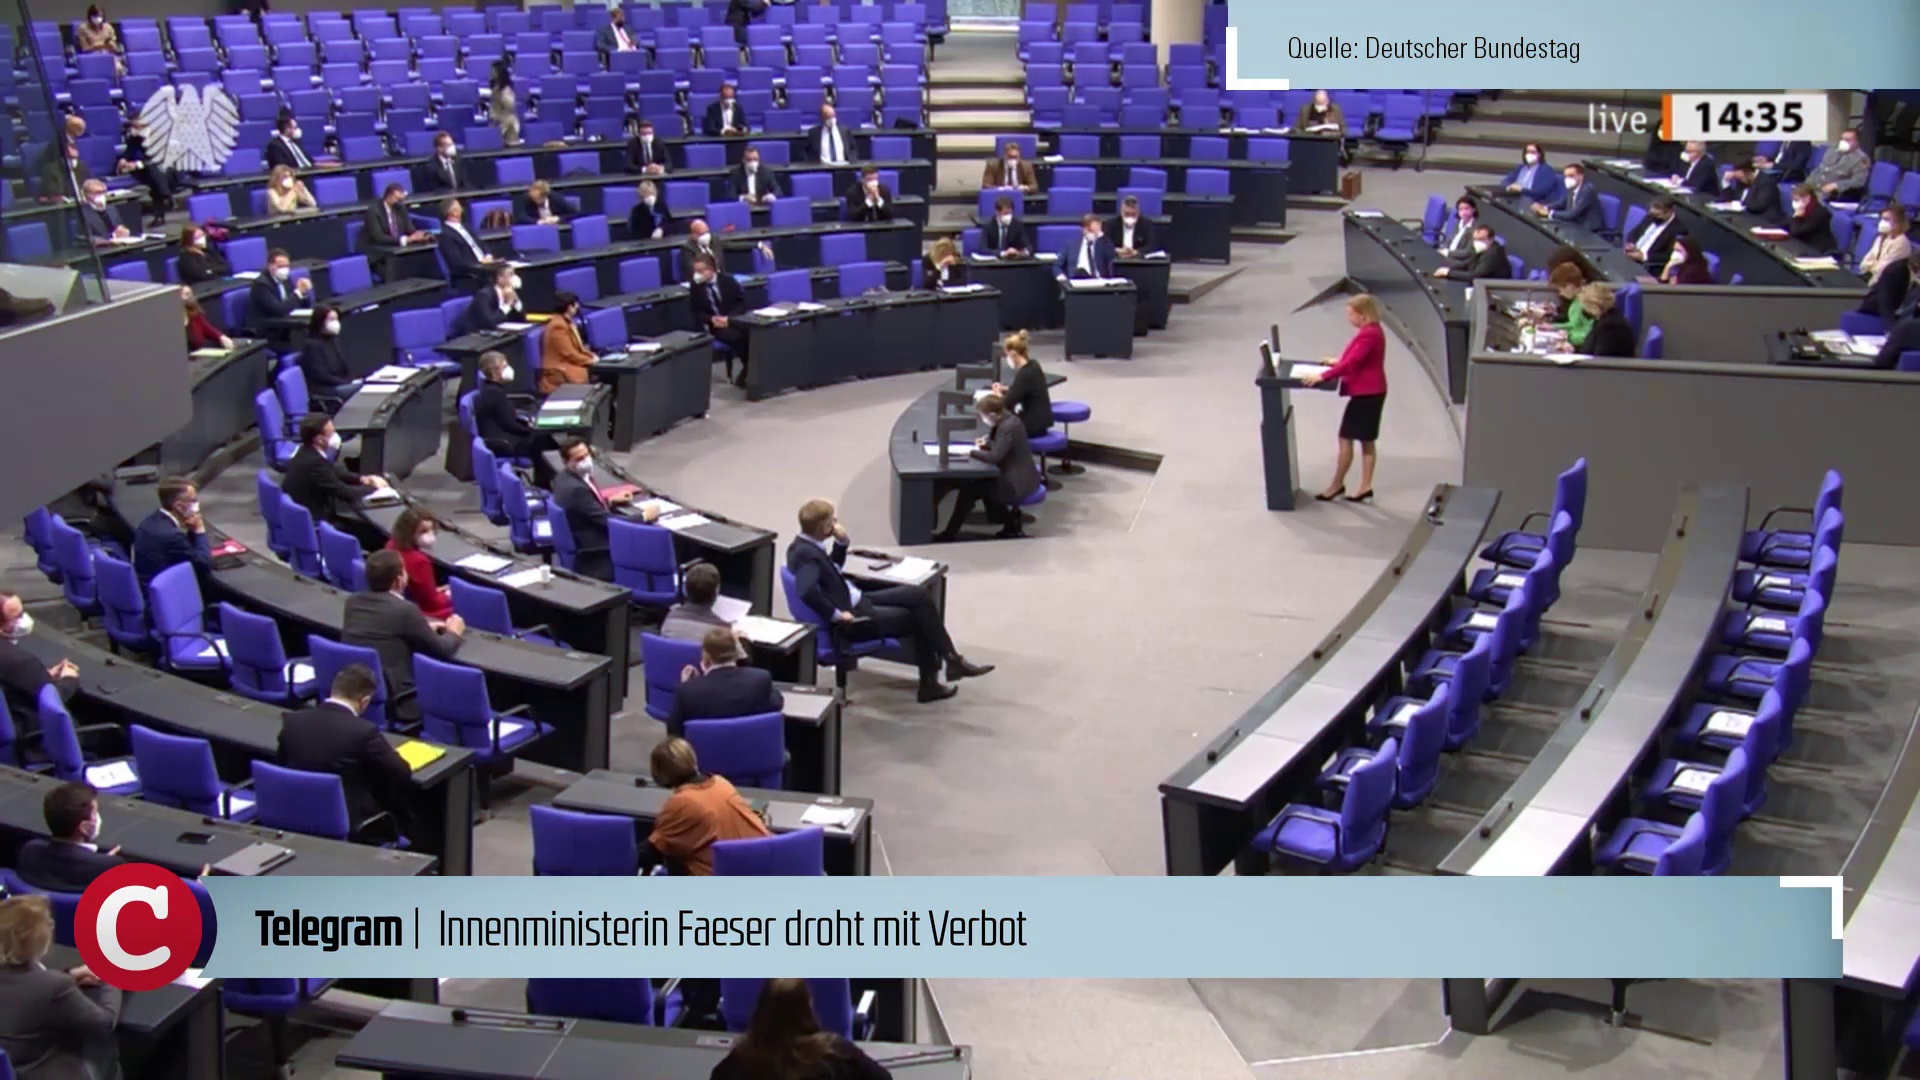 Quelle: Deutscher Bundestag
live 14:35
C Telegram | Innenministerin Faeser droht mit Verbot